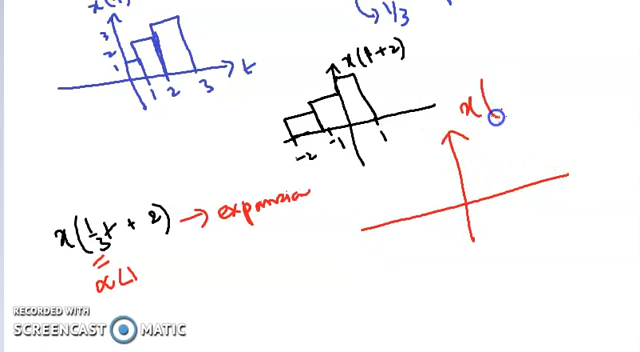 x(t)
↳ 1/3
3
2
1
1 2 3 t
x(t+2)
-2 -1 1
x(
x(1/3 t + 2) → expansion
α<1
RECORDED WITH
SCREENCAST MATIC